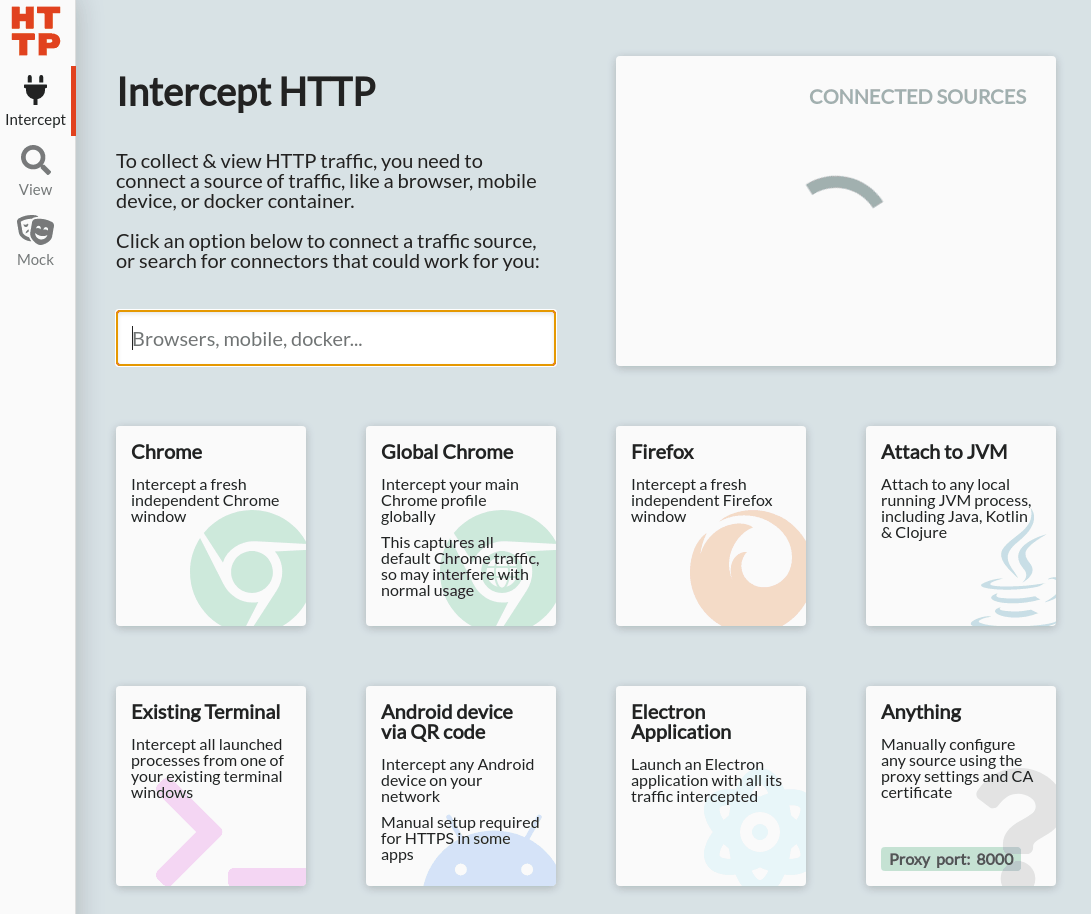 HT
TP
Intercept
View
Mock
Intercept HTTP
To collect & view HTTP traffic, you need to
connect a source of traffic, like a browser, mobile
device, or docker container.
Click an option below to connect a traffic source,
or search for connectors that could work for you:
Browsers, mobile, docker...
CONNECTED SOURCES
Chrome
Intercept a fresh
independent Chrome
window
Global Chrome
Intercept your main
Chrome profile
globally
This captures all
default Chrome traffic,
so may interfere with
normal usage
Firefox
Intercept a fresh
independent Firefox
window
Attach to JVM
Attach to any local
running JVM process,
including Java, Kotlin
& Clojure
Existing Terminal
Intercept all launched
processes from one of
your existing terminal
windows
Android device
via QR code
Intercept any Android
device on your
network
Manual setup required
for HTTPS in some
apps
Electron
Application
Launch an Electron
application with all its
traffic intercepted
Anything
Manually configure
any source using the
proxy settings and CA
certificate
Proxy port: 8000